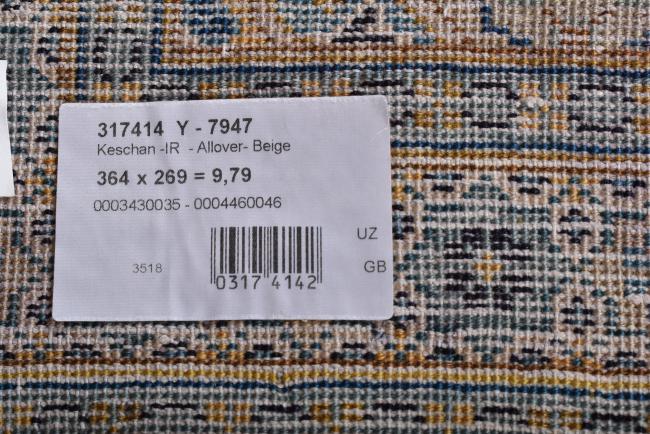 317414 Y - 7947
Keschan -IR - Allover- Beige
364 x 269 = 9,79
0003430035 - 0004460046
UZ
3518
GB
0317 4142